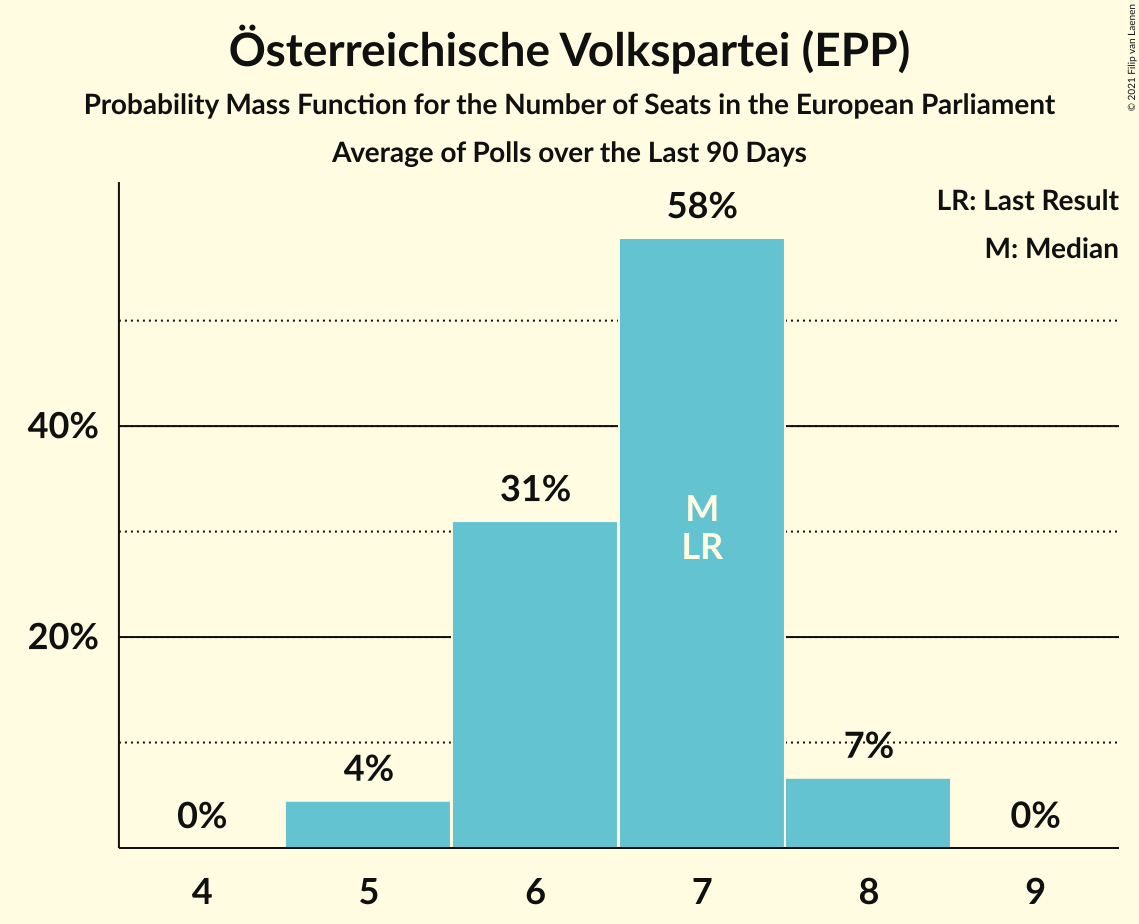 Österreichische Volkspartei (EPP)
Probability Mass Function for the Number of Seats in the European Parliament
Average of Polls over the Last 90 Days
© 2021 Filip van Laenen
LR: Last Result
M: Median
58%
40%
31%
M
LR
20%
7%
4%
0%
0%
4 5 6 7 8 9